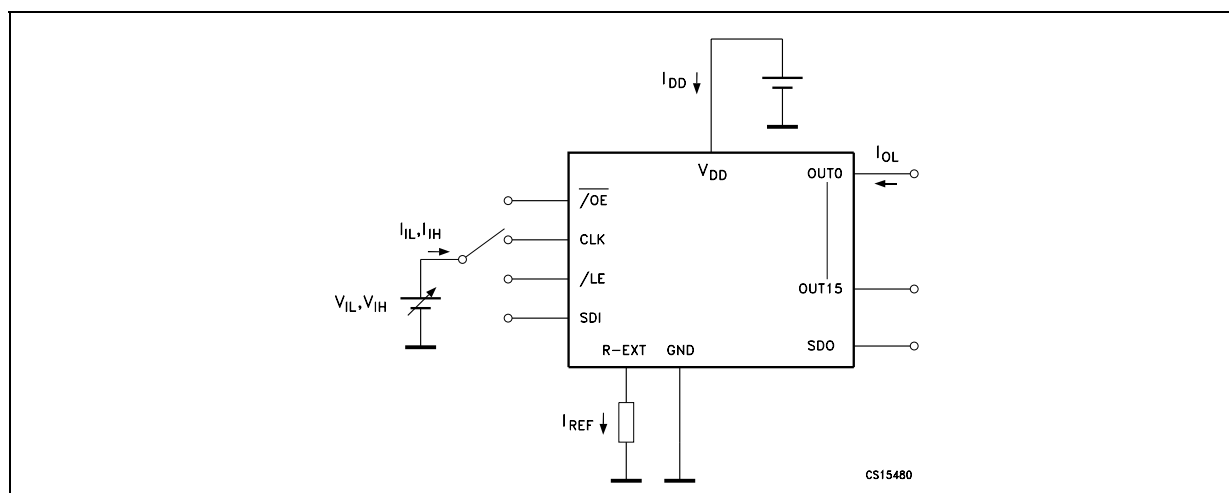 I_DD
V_DD
I_OL
OUT0
/OE
I_IL,I_IH
CLK
/LE
OUT15
V_IL,V_IH
SDI
SDO
R-EXT GND
I_REF
CS15480